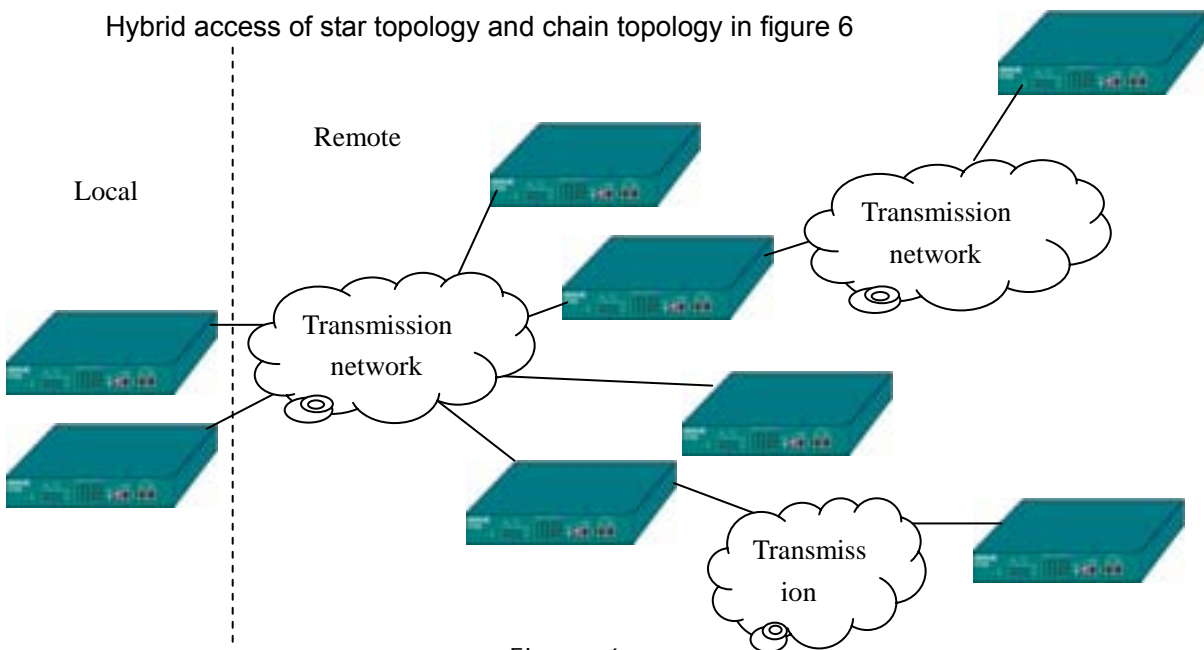 Hybrid access of star topology and chain topology in figure 6
Remote
Local
Transmission
network
Transmission
network
Transmiss
ion